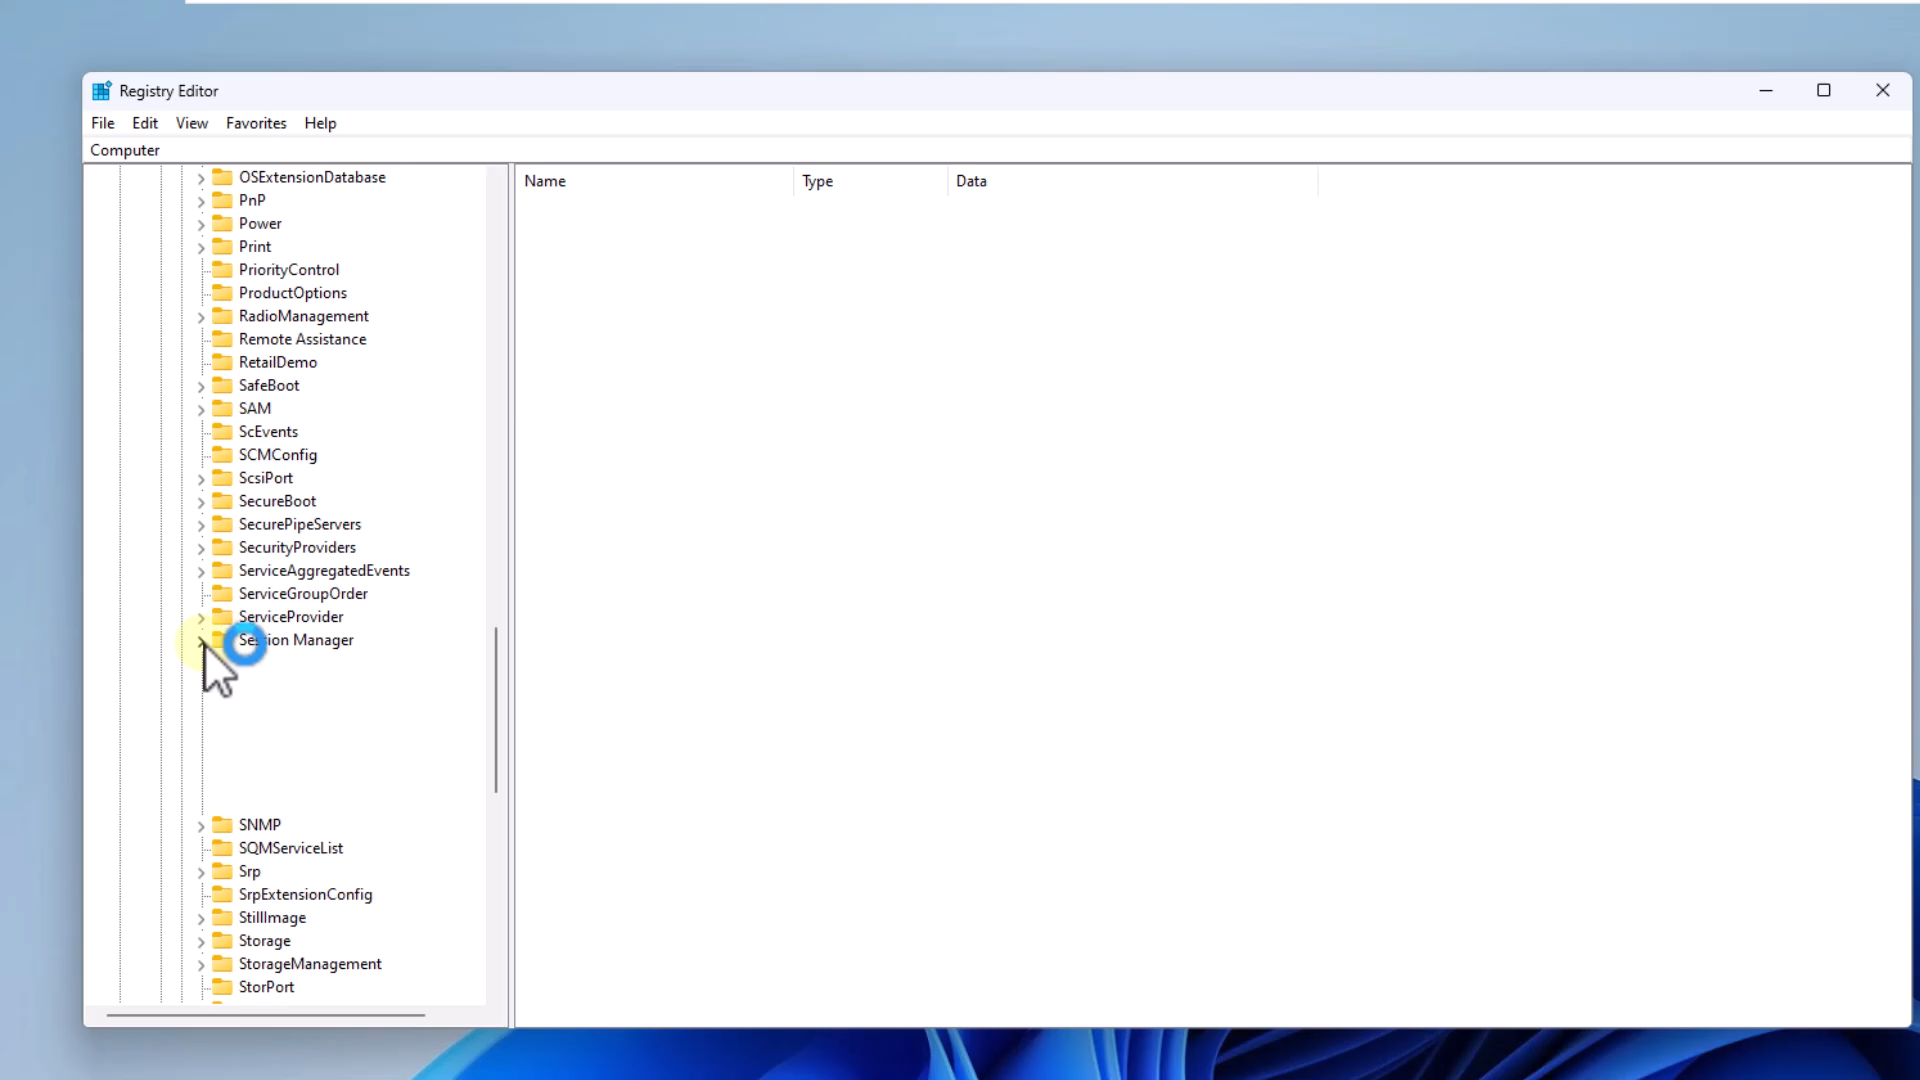 Registry Editor
File Edit View Favorites Help
Computer
OSExtensionDatabase
PnP
Power
Print
PriorityControl
ProductOptions
RadioManagement
Remote Assistance
RetailDemo
SafeBoot
SAM
ScEvents
SCMConfig
ScsiPort
SecureBoot
SecurePipeServers
SecurityProviders
ServiceAggregatedEvents
ServiceGroupOrder
ServiceProvider
Session Manager
SNMP
SQMServiceList
Srp
SrpExtensionConfig
StillImage
Storage
StorageManagement
StorPort
Name Type Data